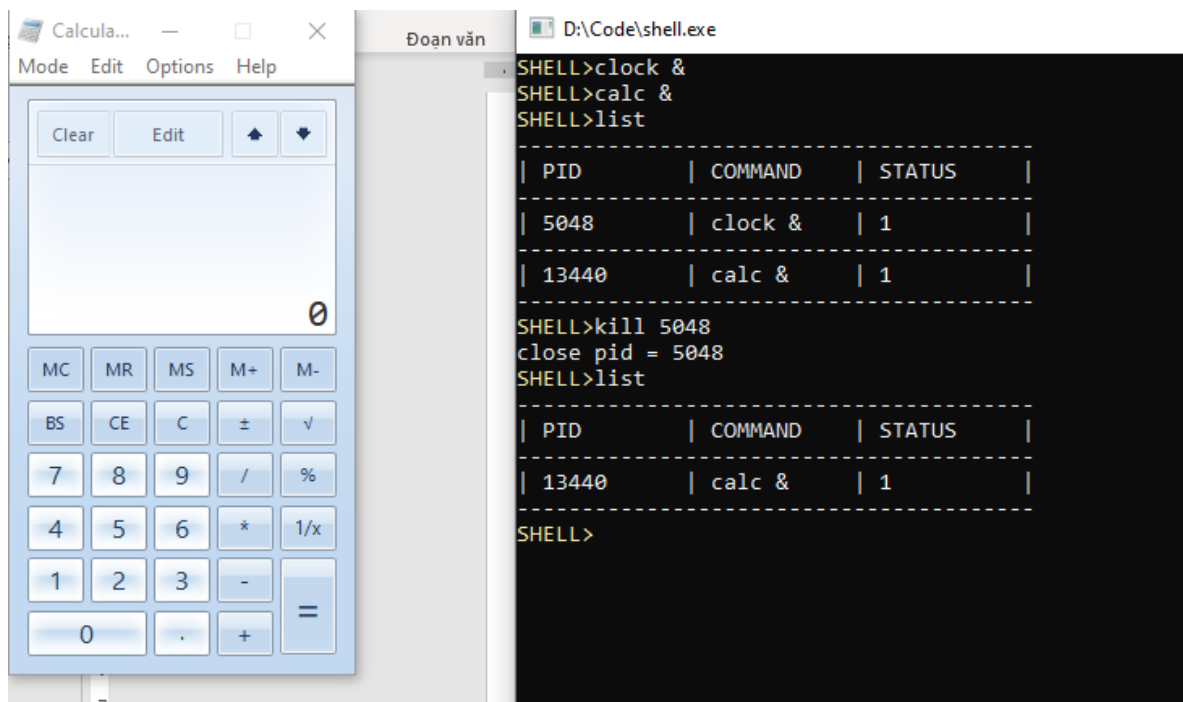 Calcula...
Mode Edit Options Help
Clear Edit
0
MC MR MS M+ M-
BS CE C ± √
7 8 9 / %
4 5 6 * 1/x
1 2 3 -
=
0 . +
Đoạn văn
D:\Code\shell.exe
SHELL>clock &
SHELL>calc &
SHELL>list
----------------------------------------
| PID | COMMAND | STATUS |
----------------------------------------
| 5048 | clock & | 1 |
----------------------------------------
| 13440 | calc & | 1 |
----------------------------------------
SHELL>kill 5048
close pid = 5048
SHELL>list
----------------------------------------
| PID | COMMAND | STATUS |
----------------------------------------
| 13440 | calc & | 1 |
----------------------------------------
SHELL>